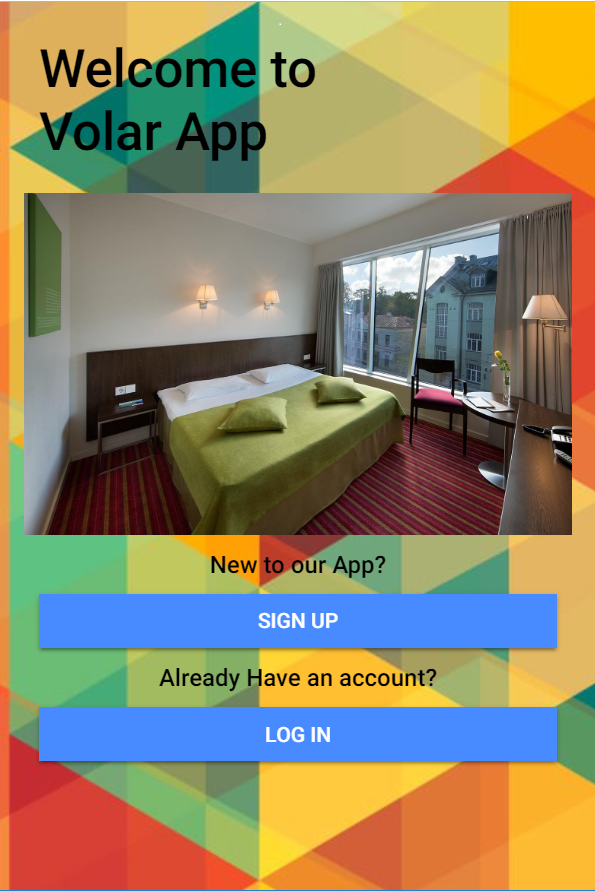 Welcome to
Volar App
New to our App?
SIGN UP
Already Have an account?
LOG IN